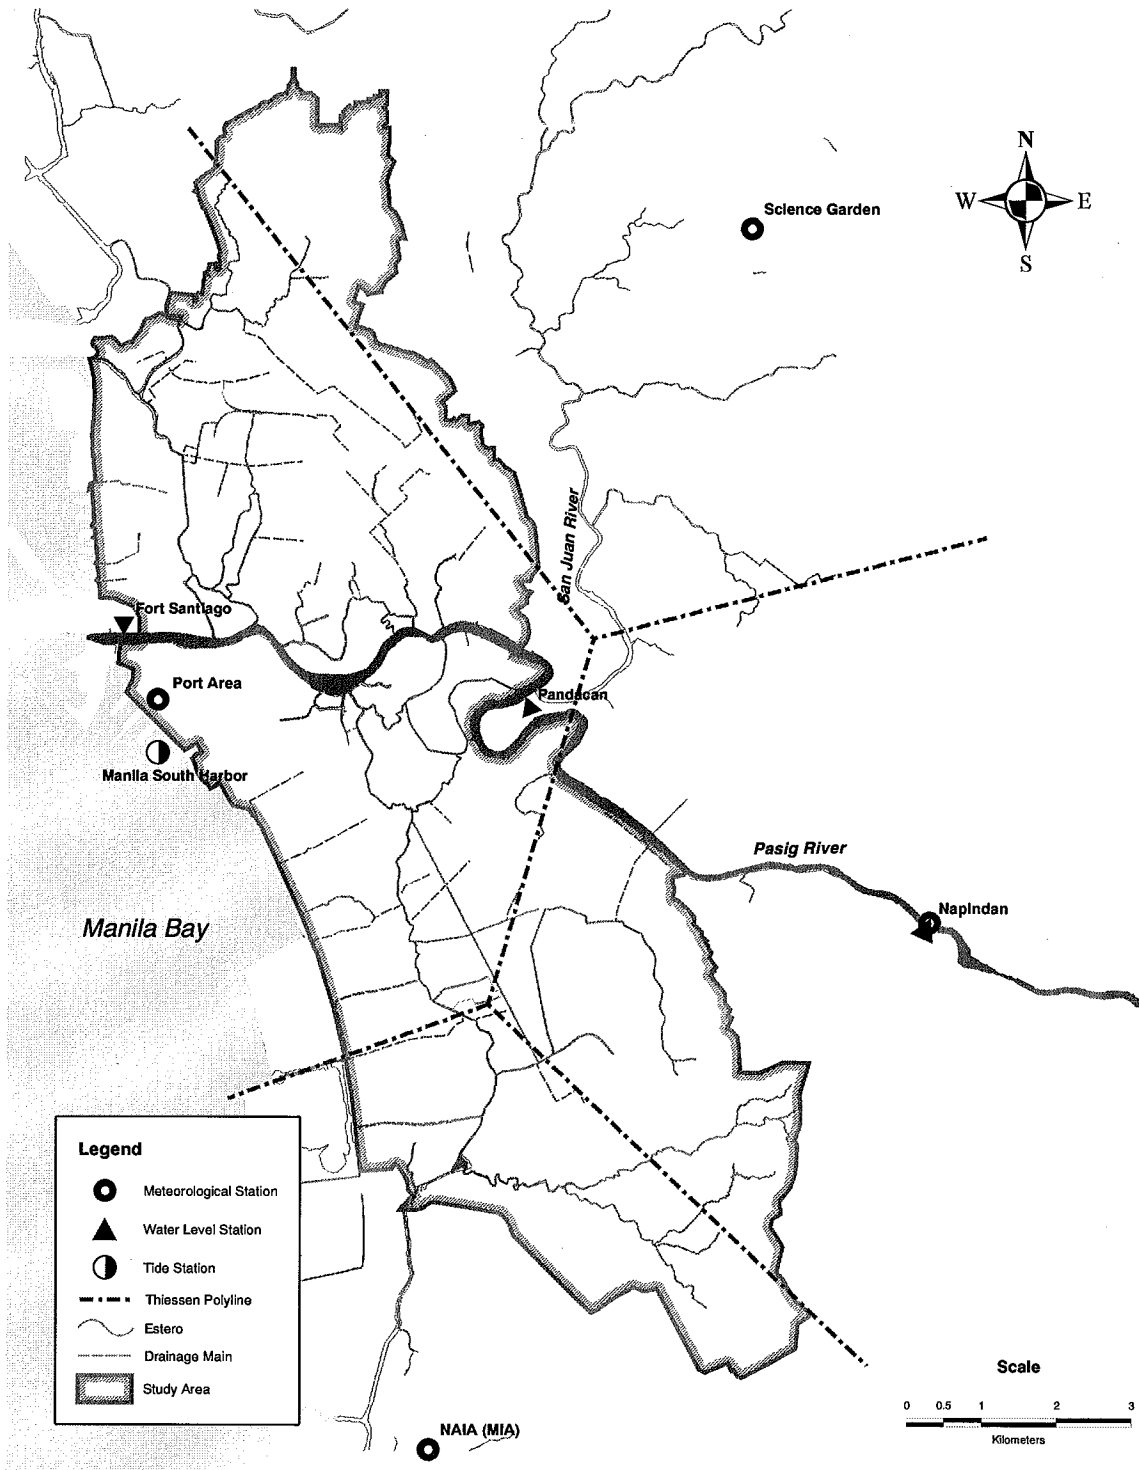 N
W
E
S
Science Garden
San Juan River
Fort Santiago
Port Area
Pandacan
Manila South Harbor
Pasig River
Napindan
Manila Bay
Legend
Meteorological Station
Water Level Station
Tide Station
Thiessen Polyline
Estero
Drainage Main
Study Area
Scale
0 0.5 1 2 3
Kilometers
NAIA (MIA)